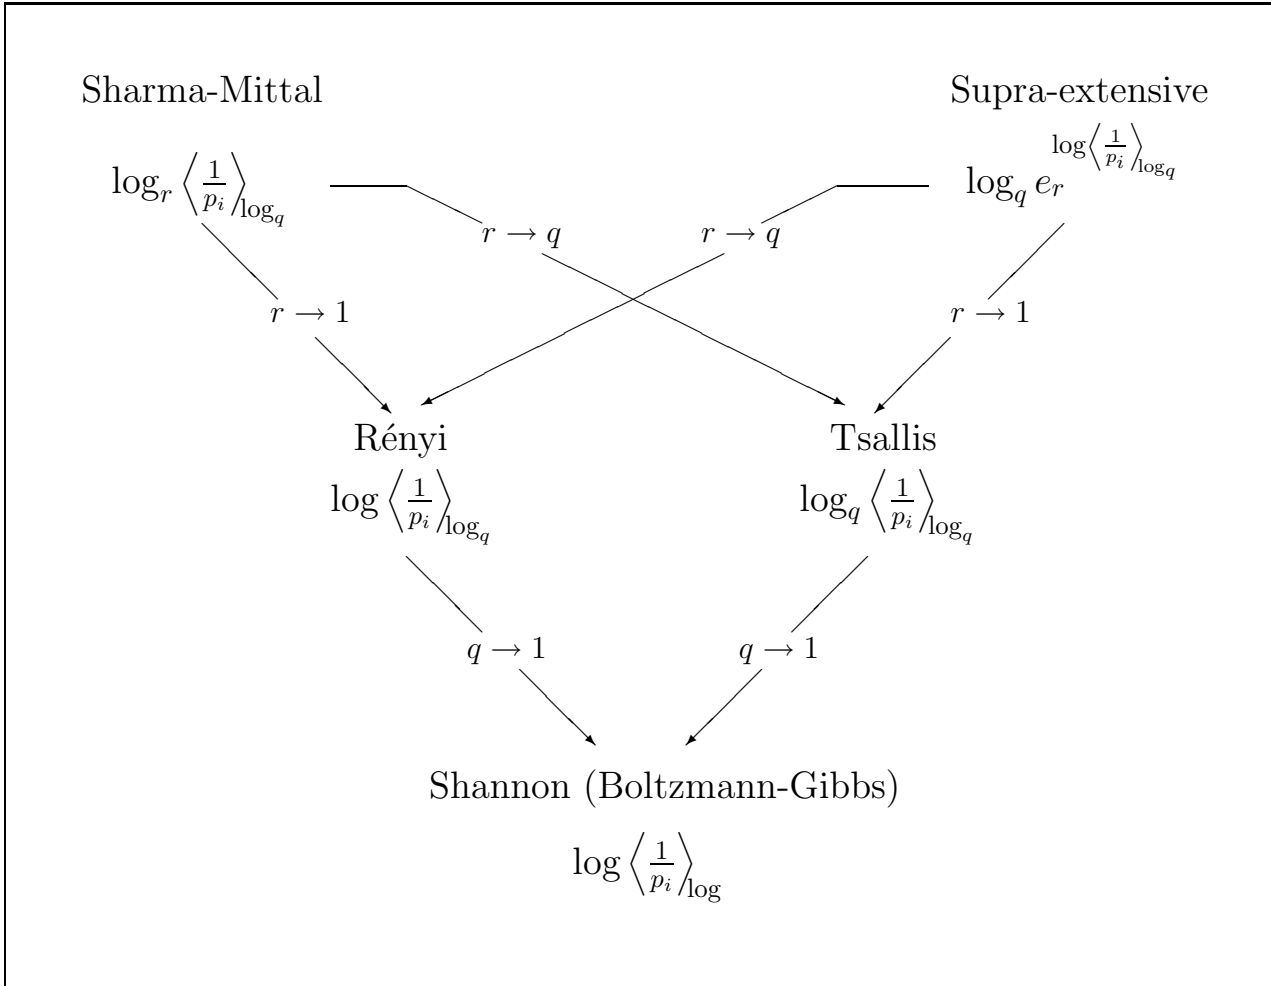 Sharma-Mittal Supra-extensive
log_r ⟨1/p_i⟩_{log_q} log_q e_r^{log⟨1/p_i⟩_{log_q}}
r → q r → q
r → 1 r → 1
Rényi Tsallis
log ⟨1/p_i⟩_{log_q} log_q ⟨1/p_i⟩_{log_q}
q → 1 q → 1
Shannon (Boltzmann-Gibbs)
log ⟨1/p_i⟩_{log}